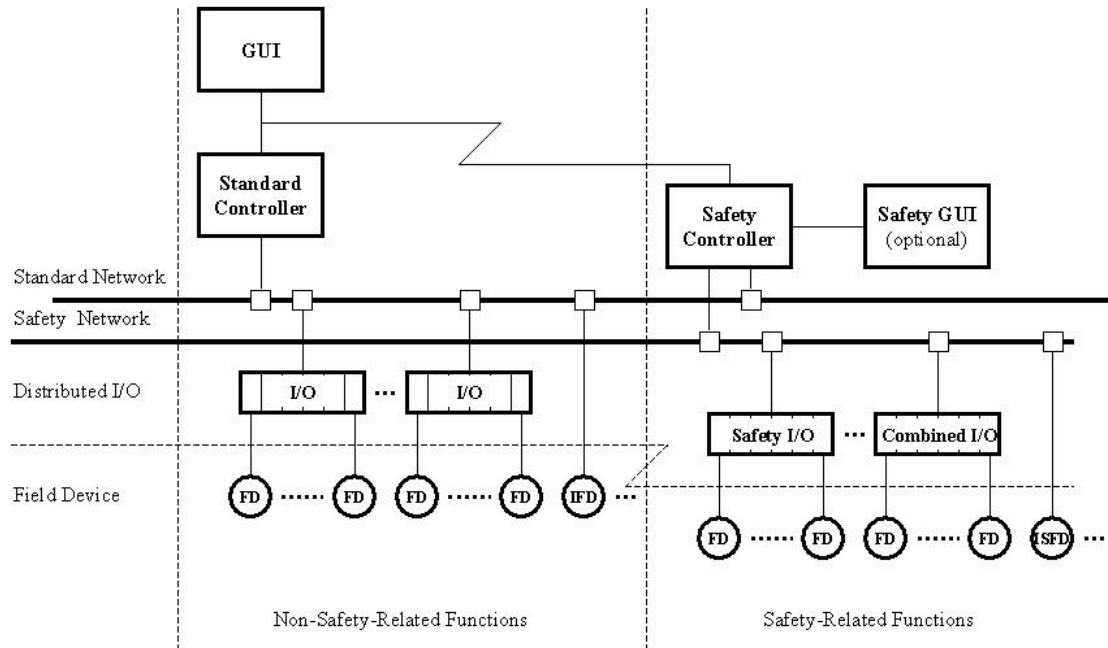 GUI
Standard
Controller
Safety
Controller
Safety GUI
(optional)
Standard Network
Safety Network
Distributed I/O
I/O
I/O
Safety I/O
Combined I/O
Field Device
FD
FD
FD
FD
IFD
FD
FD
FD
FD
ISFD
Non-Safety-Related Functions
Safety-Related Functions